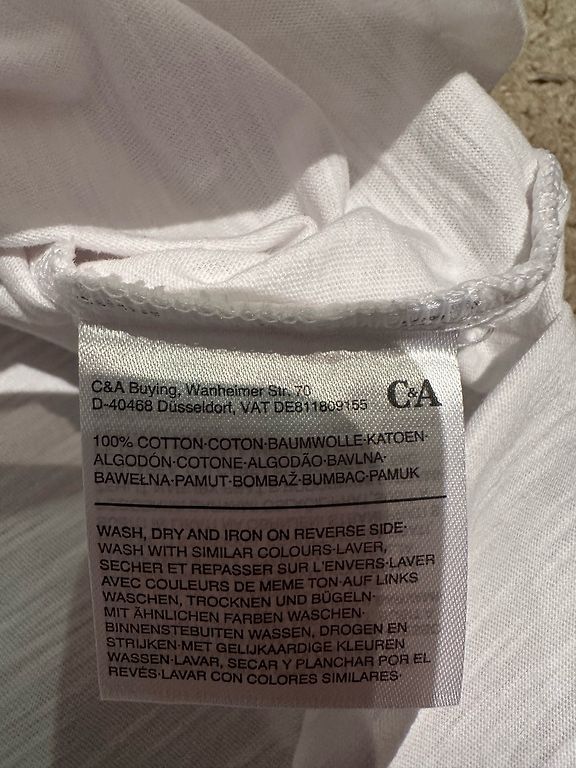 C&A Buying, Wanheimer Str. 70
D-40468 Düsseldorf, VAT DE811809155
C&A
100% COTTON·COTON·BAUMWOLLE·KATOEN·
ALGODÓN·COTONE·ALGODÃO·BAVLNA·
BAWEŁNA·PAMUT·BOMBAŽ·BUMBAC·PAMUK
WASH, DRY AND IRON ON REVERSE SIDE·
WASH WITH SIMILAR COLOURS·LAVER,
SECHER ET REPASSER SUR L'ENVERS·LAVER
AVEC COULEURS DE MEME TON·AUF LINKS
WASCHEN, TROCKNEN UND BÜGELN·
MIT ÄHNLICHEN FARBEN WASCHEN·
BINNENSTEBUITEN WASSEN, DROGEN EN
STRIJKEN·MET GELIJKAARDIGE KLEUREN
WASSEN·LAVAR, SECAR Y PLANCHAR POR EL
REVÉS·LAVAR CON COLORES SIMILARES·